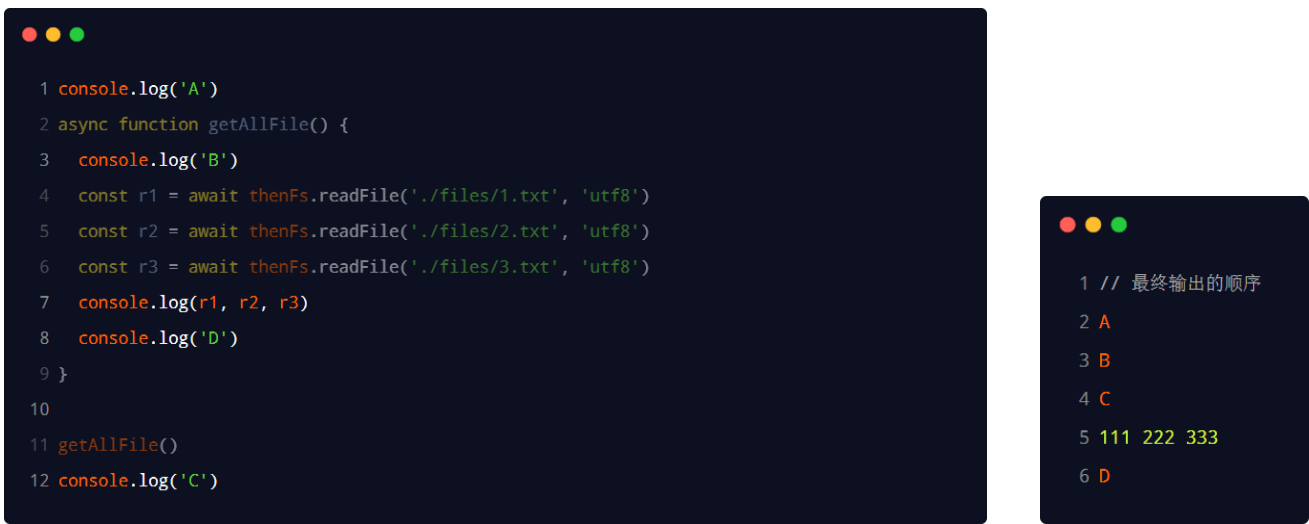 1 console.log('A')
2 async function getAllFile() {
3   console.log('B')
4   const r1 = await thenFs.readFile('./files/1.txt', 'utf8')
5   const r2 = await thenFs.readFile('./files/2.txt', 'utf8')
6   const r3 = await thenFs.readFile('./files/3.txt', 'utf8')
7   console.log(r1, r2, r3)
8   console.log('D')
9 }
10
11 getAllFile()
12 console.log('C')
1 // 最终输出的顺序
2 A
3 B
4 C
5 111 222 333
6 D